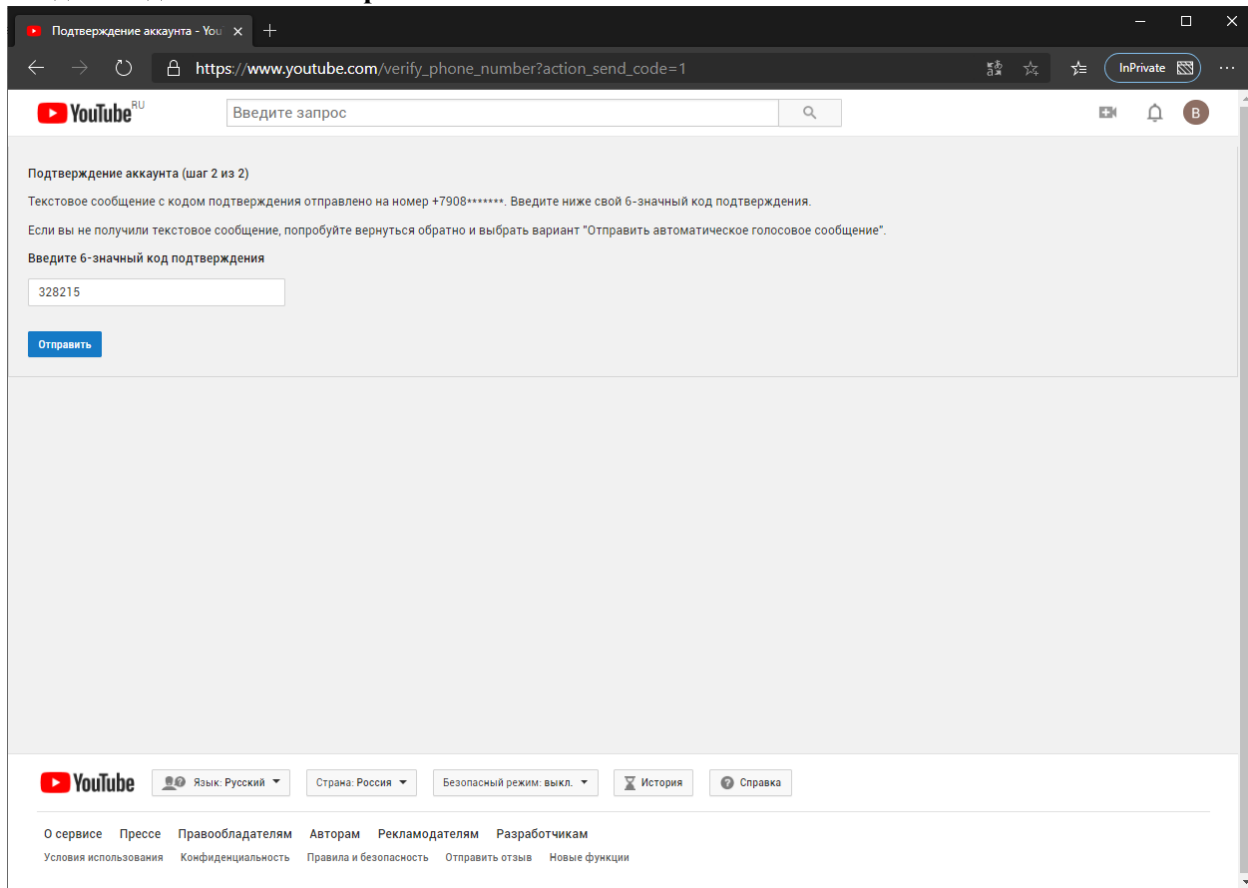 Подтверждение аккаунта - You
https://www.youtube.com/verify_phone_number?action_send_code=1
InPrivate
YouTube RU
Введите запрос
B
Подтверждение аккаунта (шаг 2 из 2)
Текстовое сообщение с кодом подтверждения отправлено на номер +7908*******. Введите ниже свой 6-значный код подтверждения.
Если вы не получили текстовое сообщение, попробуйте вернуться обратно и выбрать вариант "Отправить автоматическое голосовое сообщение".
Введите 6-значный код подтверждения
328215
Отправить
YouTube Язык: Русский Страна: Россия Безопасный режим: выкл. История Справка
О сервисе Прессе Правообладателям Авторам Рекламодателям Разработчикам
Условия использования Конфиденциальность Правила и безопасность Отправить отзыв Новые функции